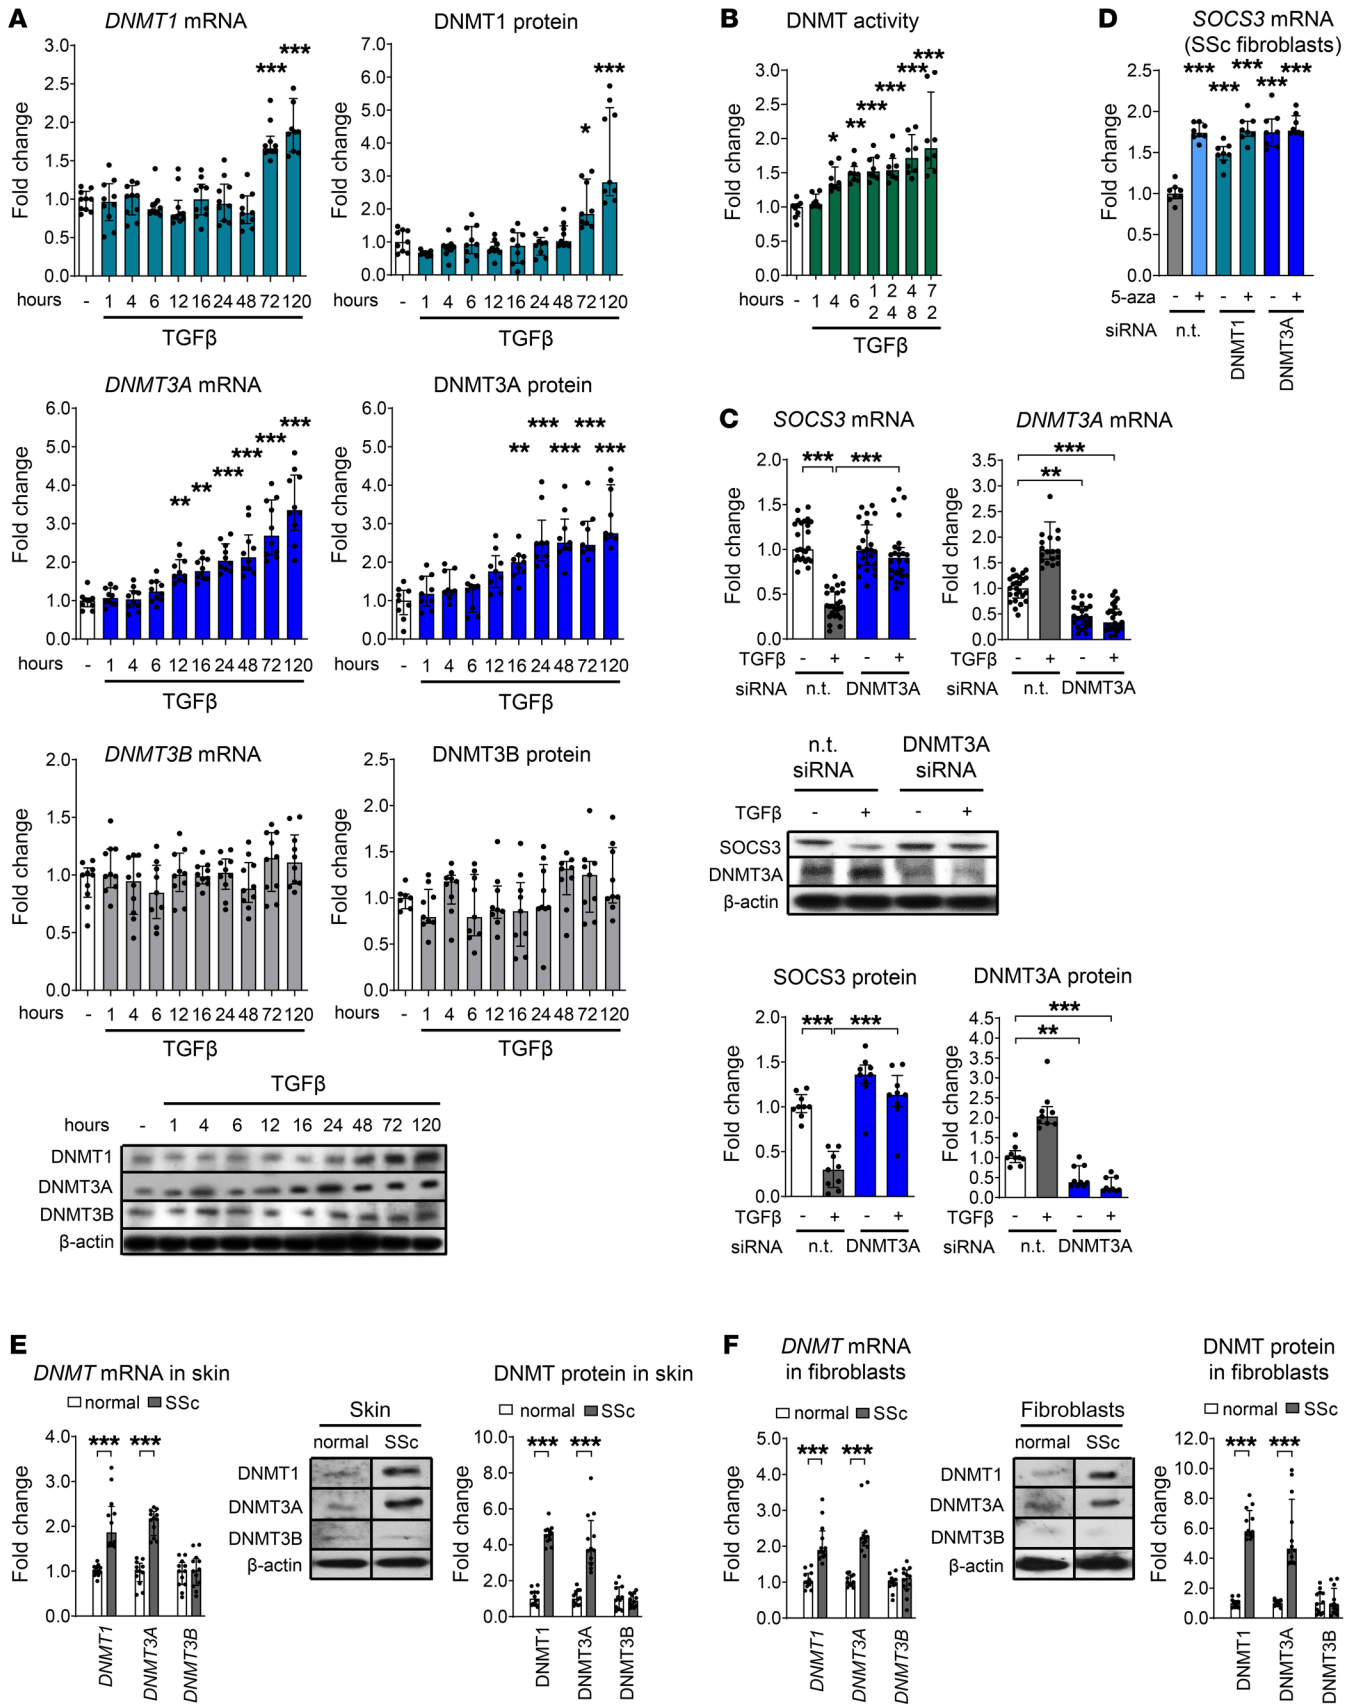 A
DNMT1 mRNA
Fold change
3.0
2.5
2.0
1.5
1.0
0.5
0.0
***
***
hours - 1 4 6 12 16 24 48 72 120
TGFβ
DNMT1 protein
Fold change
7.0
6.0
5.0
4.0
3.0
2.0
1.0
0.0
*
***
- 1 4 6 12 16 24 48 72 120
TGFβ
DNMT3A mRNA
Fold change
6.0
5.0
4.0
3.0
2.0
1.0
0.0
**
**
***
***
***
***
hours - 1 4 6 12 16 24 48 72 120
TGFβ
DNMT3A protein
Fold change
6.0
5.0
4.0
3.0
2.0
1.0
0.0
**
***
***
***
***
hours - 1 4 6 12 16 24 48 72 120
TGFβ
DNMT3B mRNA
Fold change
2.0
1.5
1.0
0.5
0.0
hours - 1 4 6 12 16 24 48 72 120
TGFβ
DNMT3B protein
Fold change
2.5
2.0
1.5
1.0
0.5
0.0
hours - 1 4 6 12 16 24 48 72 120
TGFβ
TGFβ
hours - 1 4 6 12 16 24 48 72 120
DNMT1
DNMT3A
DNMT3B
β-actin
B
DNMT activity
Fold change
3.0
2.5
2.0
1.5
1.0
0.5
0.0
*
**
***
***
***
***
hours - 1 4 6 12 24 48 72
TGFβ
C
SOCS3 mRNA
Fold change
2.0
1.5
1.0
0.5
0.0
*** ***
TGFβ - + - +
siRNA n.t. DNMT3A
DNMT3A mRNA
Fold change
3.5
3.0
2.5
2.0
1.5
1.0
0.5
0.0
***
**
TGFβ - + - +
siRNA n.t. DNMT3A
n.t. siRNA
DNMT3A siRNA
TGFβ - + - +
SOCS3
DNMT3A
β-actin
SOCS3 protein
Fold change
2.0
1.5
1.0
0.5
0.0
*** ***
TGFβ - + - +
siRNA n.t. DNMT3A
DNMT3A protein
Fold change
4.5
4.0
3.5
3.0
2.5
2.0
1.5
1.0
0.5
0.0
***
**
TGFβ - + - +
siRNA n.t. DNMT3A
D
SOCS3 mRNA
(SSc fibroblasts)
Fold change
2.5
2.0
1.5
1.0
0.5
0.0
***
***
***
***
***
5-aza - + - + - +
siRNA n.t. DNMT1 DNMT3A
E
DNMT mRNA in skin
normal SSc
Fold change
4.0
3.0
2.0
1.0
0.0
*** ***
DNMT1 DNMT3A DNMT3B
Skin
normal SSc
DNMT1
DNMT3A
DNMT3B
β-actin
DNMT protein in skin
normal SSc
Fold change
10.0
8.0
6.0
4.0
2.0
0.0
*** ***
DNMT1 DNMT3A DNMT3B
F
DNMT mRNA
in fibroblasts
normal SSc
Fold change
5.0
4.0
3.0
2.0
1.0
0.0
*** ***
DNMT1 DNMT3A DNMT3B
Fibroblasts
normal SSc
DNMT1
DNMT3A
DNMT3B
β-actin
DNMT protein
in fibroblasts
normal SSc
Fold change
12.0
10.0
8.0
6.0
4.0
2.0
0.0
*** ***
DNMT1 DNMT3A DNMT3B